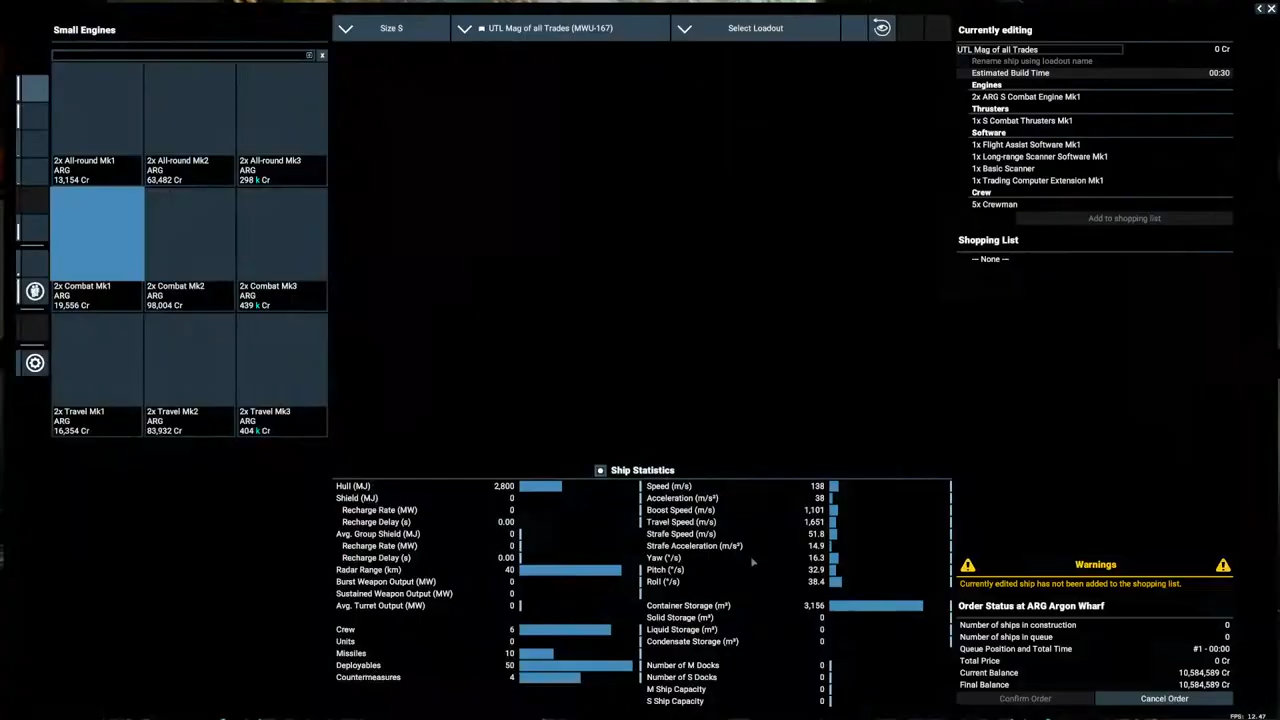 Small Engines
x
2x All-round Mk1
ARG
13,154 Cr
2x All-round Mk2
ARG
63,482 Cr
2x All-round Mk3
ARG
298 k Cr
2x Combat Mk1
ARG
19,556 Cr
2x Combat Mk2
ARG
98,004 Cr
2x Combat Mk3
ARG
439 k Cr
2x Travel Mk1
ARG
16,354 Cr
2x Travel Mk2
ARG
83,932 Cr
2x Travel Mk3
ARG
404 k Cr
Size S
UTL Mag of all Trades (MWU-167)
Select Loadout
Ship Statistics
Hull (MJ) 2,800
Shield (MJ) 0
Recharge Rate (MW) 0
Recharge Delay (s) 0.00
Avg. Group Shield (MJ) 0
Recharge Rate (MW) 0
Recharge Delay (s) 0.00
Radar Range (km) 40
Burst Weapon Output (MW) 0
Sustained Weapon Output (MW) 0
Avg. Turret Output (MW) 0
Crew 6
Units 0
Missiles 10
Deployables 50
Countermeasures 4
Speed (m/s) 138
Acceleration (m/s²) 38
Boost Speed (m/s) 1,101
Travel Speed (m/s) 1,651
Strafe Speed (m/s) 51.8
Strafe Acceleration (m/s²) 14.9
Yaw (°/s) 16.3
Pitch (°/s) 32.9
Roll (°/s) 38.4
Container Storage (m³) 3,156
Solid Storage (m³) 0
Liquid Storage (m³) 0
Condensate Storage (m³) 0
Number of M Docks 0
Number of S Docks 0
M Ship Capacity 0
S Ship Capacity 0
Currently editing
UTL Mag of all Trades 0 Cr
Rename ship using loadout name
Estimated Build Time 00:30
Engines
2x ARG S Combat Engine Mk1
Thrusters
1x S Combat Thrusters Mk1
Software
1x Flight Assist Software Mk1
1x Long-range Scanner Software Mk1
1x Basic Scanner
1x Trading Computer Extension Mk1
Crew
5x Crewman
Add to shopping list
Shopping List
— None —
Warnings
Currently edited ship has not been added to the shopping list.
Order Status at ARG Argon Wharf
Number of ships in construction 0
Number of ships in queue 0
Queue Position and Total Time #1 - 00:00
Total Price 0 Cr
Current Balance 10,584,589 Cr
Final Balance 10,584,589 Cr
Confirm Order
Cancel Order
FPS: 12.47